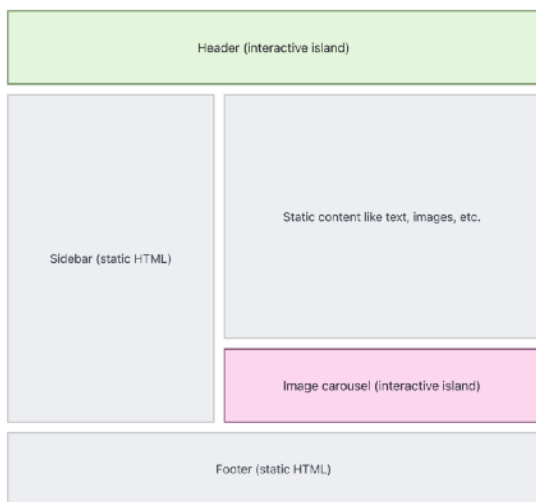 Header (interactive island)
Static content like text, images, etc.
Sidebar (static HTML)
Image carousel (interactive island)
Footer (static HTML)